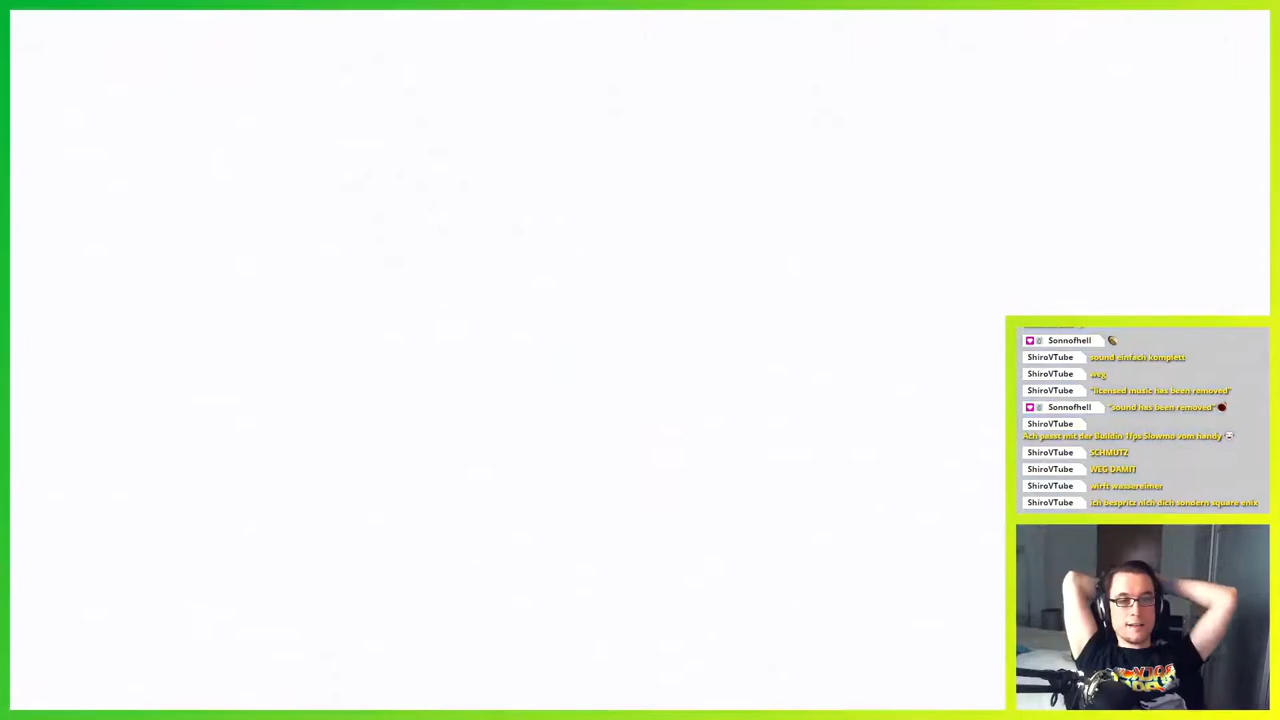 Sonnofhell
ShiroVTube sound einfach komplett
ShiroVTube weg
ShiroVTube "licensed music has been removed"
Sonnofhell "sound has been removed"
ShiroVTube
Ach passt mit der Buildin 1fps Slowmo vom handy
ShiroVTube SCHMUTZ
ShiroVTube WEG DAMIT
ShiroVTube wirft wassereimer
ShiroVTube ich bespritz nich dich sondern square enix